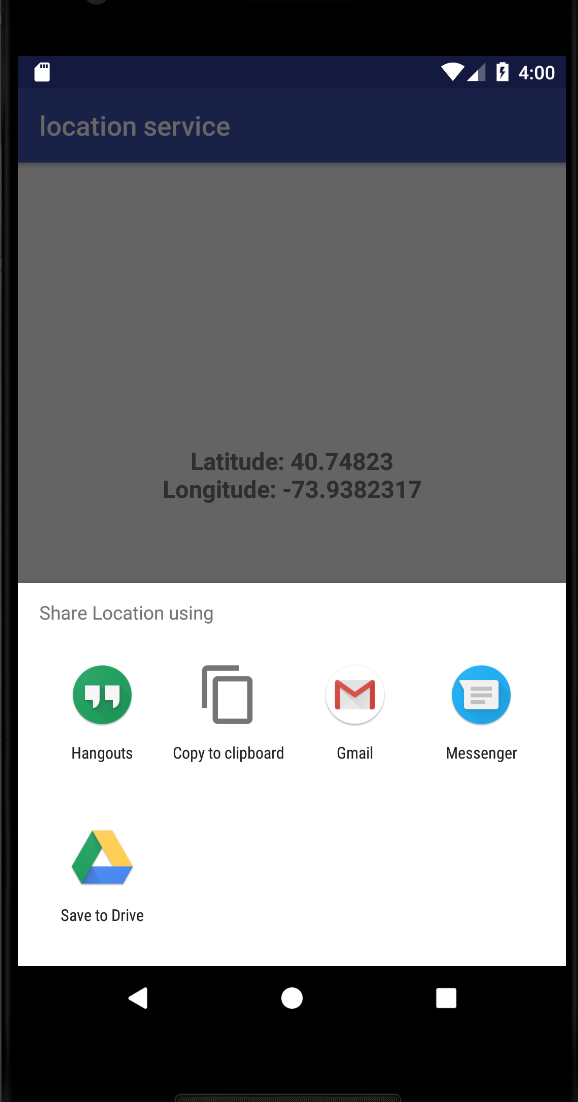 4:00
location service
Latitude: 40.74823
Longitude: -73.9382317
Share Location using
Hangouts
Copy to clipboard
Gmail
Messenger
Save to Drive